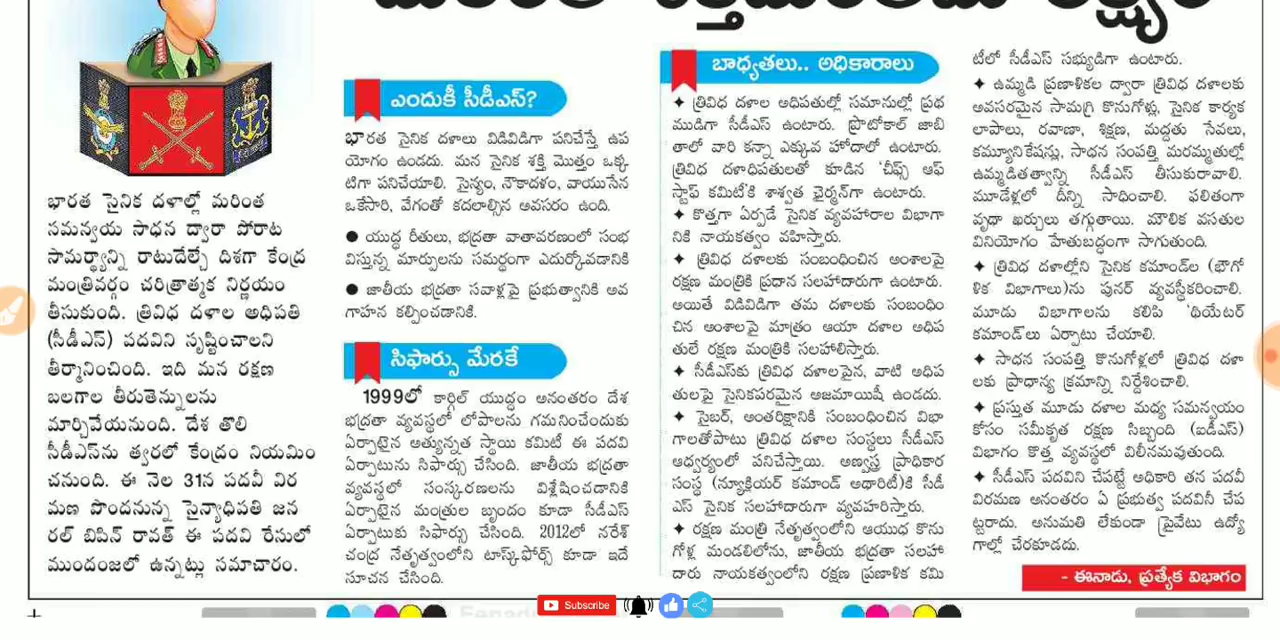 బాధ్యతలు.. అధికారాలు
ఎందుకీ సీడీఎస్?
భారత సైనిక దళాలు విడివిడిగా పనిచేస్తే ఉప
యోగం ఉండదు. మన సైనిక శక్తి మొత్తం ఒక్క
టిగా పనిచేయాలి. సైన్యం, నౌకాదళం, వాయుసేన
ఒకేసారి, వేగంతో కదలాల్సిన అవసరం ఉంది.
● యుద్ధ రీతులు, భద్రతా వాతావరణంలో సంభ
విస్తున్న మార్పులను సమర్థంగా ఎదుర్కోవడానికి
● జాతీయ భద్రతా సవాళ్లపై ప్రభుత్వానికి అవ
గాహన కల్పించడానికి.
సిఫార్సు మేరకే
1999లో కార్గిల్ యుద్ధం అనంతరం దేశ
భద్రతా వ్యవస్థలో లోపాలను గమనించేందుకు
ఏర్పాటైన అత్యున్నత స్థాయి కమిటీ ఈ పదవి
ఏర్పాటును సిఫార్సు చేసింది. జాతీయ భద్రతా
వ్యవస్థలో సంస్కరణలను విశ్లేషించడానికి
ఏర్పాటైన మంత్రుల బృందం కూడా సీడీఎస్
ఏర్పాటుకు సిఫార్సు చేసింది. 2012లో నరేశ్
చంద్ర నేతృత్వంలోని టాస్క్‌ఫోర్స్ కూడా ఇదే
సూచన చేసింది.
భారత సైనిక దళాల్లో మరింత
సమన్వయ సాధన ద్వారా పోరాట
సామర్థ్యాన్ని రాటుదేల్చే దిశగా కేంద్ర
మంత్రివర్గం చరిత్రాత్మక నిర్ణయం
తీసుకుంది. త్రివిధ దళాల అధిపతి
(సీడీఎస్) పదవిని సృష్టించాలని
తీర్మానించింది. ఇది మన రక్షణ
బలగాల తీరుతెన్నులను
మార్చివేయనుంది. దేశ తొలి
సీడీఎస్‌ను త్వరలో కేంద్రం నియమిం
చనుంది. ఈ నెల 31న పదవీ విర
మణ పొందనున్న సైన్యాధిపతి జన
రల్ బిపిన్ రావత్ ఈ పదవి రేసులో
ముందంజలో ఉన్నట్లు సమాచారం.
✦ త్రివిధ దళాల అధిపతుల్లో సమానుల్లో ప్రథ
ముడిగా సీడీఎస్ ఉంటారు. ప్రొటోకాల్ జాబి
తాలో వారి కన్నా ఎక్కువ హోదాలో ఉంటారు.
త్రివిధ దళాధిపతులతో కూడిన 'చీఫ్స్ ఆఫ్
స్టాఫ్ కమిటీ'కి శాశ్వత ఛైర్మన్‌గా ఉంటారు.
✦ కొత్తగా ఏర్పడే సైనిక వ్యవహారాల విభాగా
నికి నాయకత్వం వహిస్తారు.
✦ త్రివిధ దళాలకు సంబంధించిన అంశాలపై
రక్షణ మంత్రికి ప్రధాన సలహాదారుగా ఉంటారు.
అయితే విడివిడిగా తమ దళాలకు సంబంధిం
చిన అంశాలపై మాత్రం ఆయా దళాల అధిప
తులే రక్షణ మంత్రికి సలహాలిస్తారు.
✦ సీడీఎస్‌కు త్రివిధ దళాలపైన, వాటి అధిప
తులపై సైనికపరమైన అజమాయిషీ ఉండదు.
✦ సైబర్, అంతరిక్షానికి సంబంధించిన విభా
గాలతోపాటు త్రివిధ దళాల సంస్థలు సీడీఎస్
ఆధ్వర్యంలో పనిచేస్తాయి. అణ్వస్త్ర ప్రాధికార
సంస్థ (న్యూక్లియర్ కమాండ్ అథారిటీ)కి సీడీ
ఎస్ సైనిక సలహాదారుగా వ్యవహరిస్తారు.
✦ రక్షణ మంత్రి నేతృత్వంలోని ఆయుధ కొను
గోళ్ల మండలిలోను, జాతీయ భద్రతా సలహా
దారు నాయకత్వంలోని రక్షణ ప్రణాళిక కమి
టీలో సీడీఎస్ సభ్యుడిగా ఉంటారు.
✦ ఉమ్మడి ప్రణాళికల ద్వారా త్రివిధ దళాలకు
అవసరమైన సామగ్రి కొనుగోళ్లు, సైనిక కార్యక
లాపాలు, రవాణా, శిక్షణ, మద్దతు సేవలు,
కమ్యూనికేషన్లు, సాధన సంపత్తి మరమ్మతుల్లో
ఉమ్మడితత్వాన్ని సీడీఎస్ తీసుకురావాలి.
మూడేళ్లలో దీన్ని సాధించాలి. ఫలితంగా
వృథా ఖర్చులు తగ్గుతాయి. మౌలిక వసతుల
వినియోగం హేతుబద్ధంగా సాగుతుంది.
✦ త్రివిధ దళాల్లోని సైనిక కమాండ్‌ల (భౌగో
ళిక విభాగాలు)ను పునర్ వ్యవస్థీకరించాలి.
మూడు విభాగాలను కలిపి 'థియేటర్
కమాండ్'లు ఏర్పాటు చేయాలి.
✦ సాధన సంపత్తి కొనుగోళ్లలో త్రివిధ దళా
లకు ప్రాధాన్య క్రమాన్ని నిర్దేశించాలి.
✦ ప్రస్తుత మూడు దళాల మధ్య సమన్వయం
కోసం సమీకృత రక్షణ సిబ్బంది (ఐడీఎస్)
విభాగం కొత్త వ్యవస్థలో విలీనమవుతుంది.
✦ సీడీఎస్ పదవిని చేపట్టే అధికారి తన పదవీ
విరమణ అనంతరం ఏ ప్రభుత్వ పదవినీ చేప
ట్టరాదు. అనుమతి లేకుండా ప్రైవేటు ఉద్యో
గాల్లో చేరకూడదు.
- ఈనాడు, ప్రత్యేక విభాగం
Subscribe